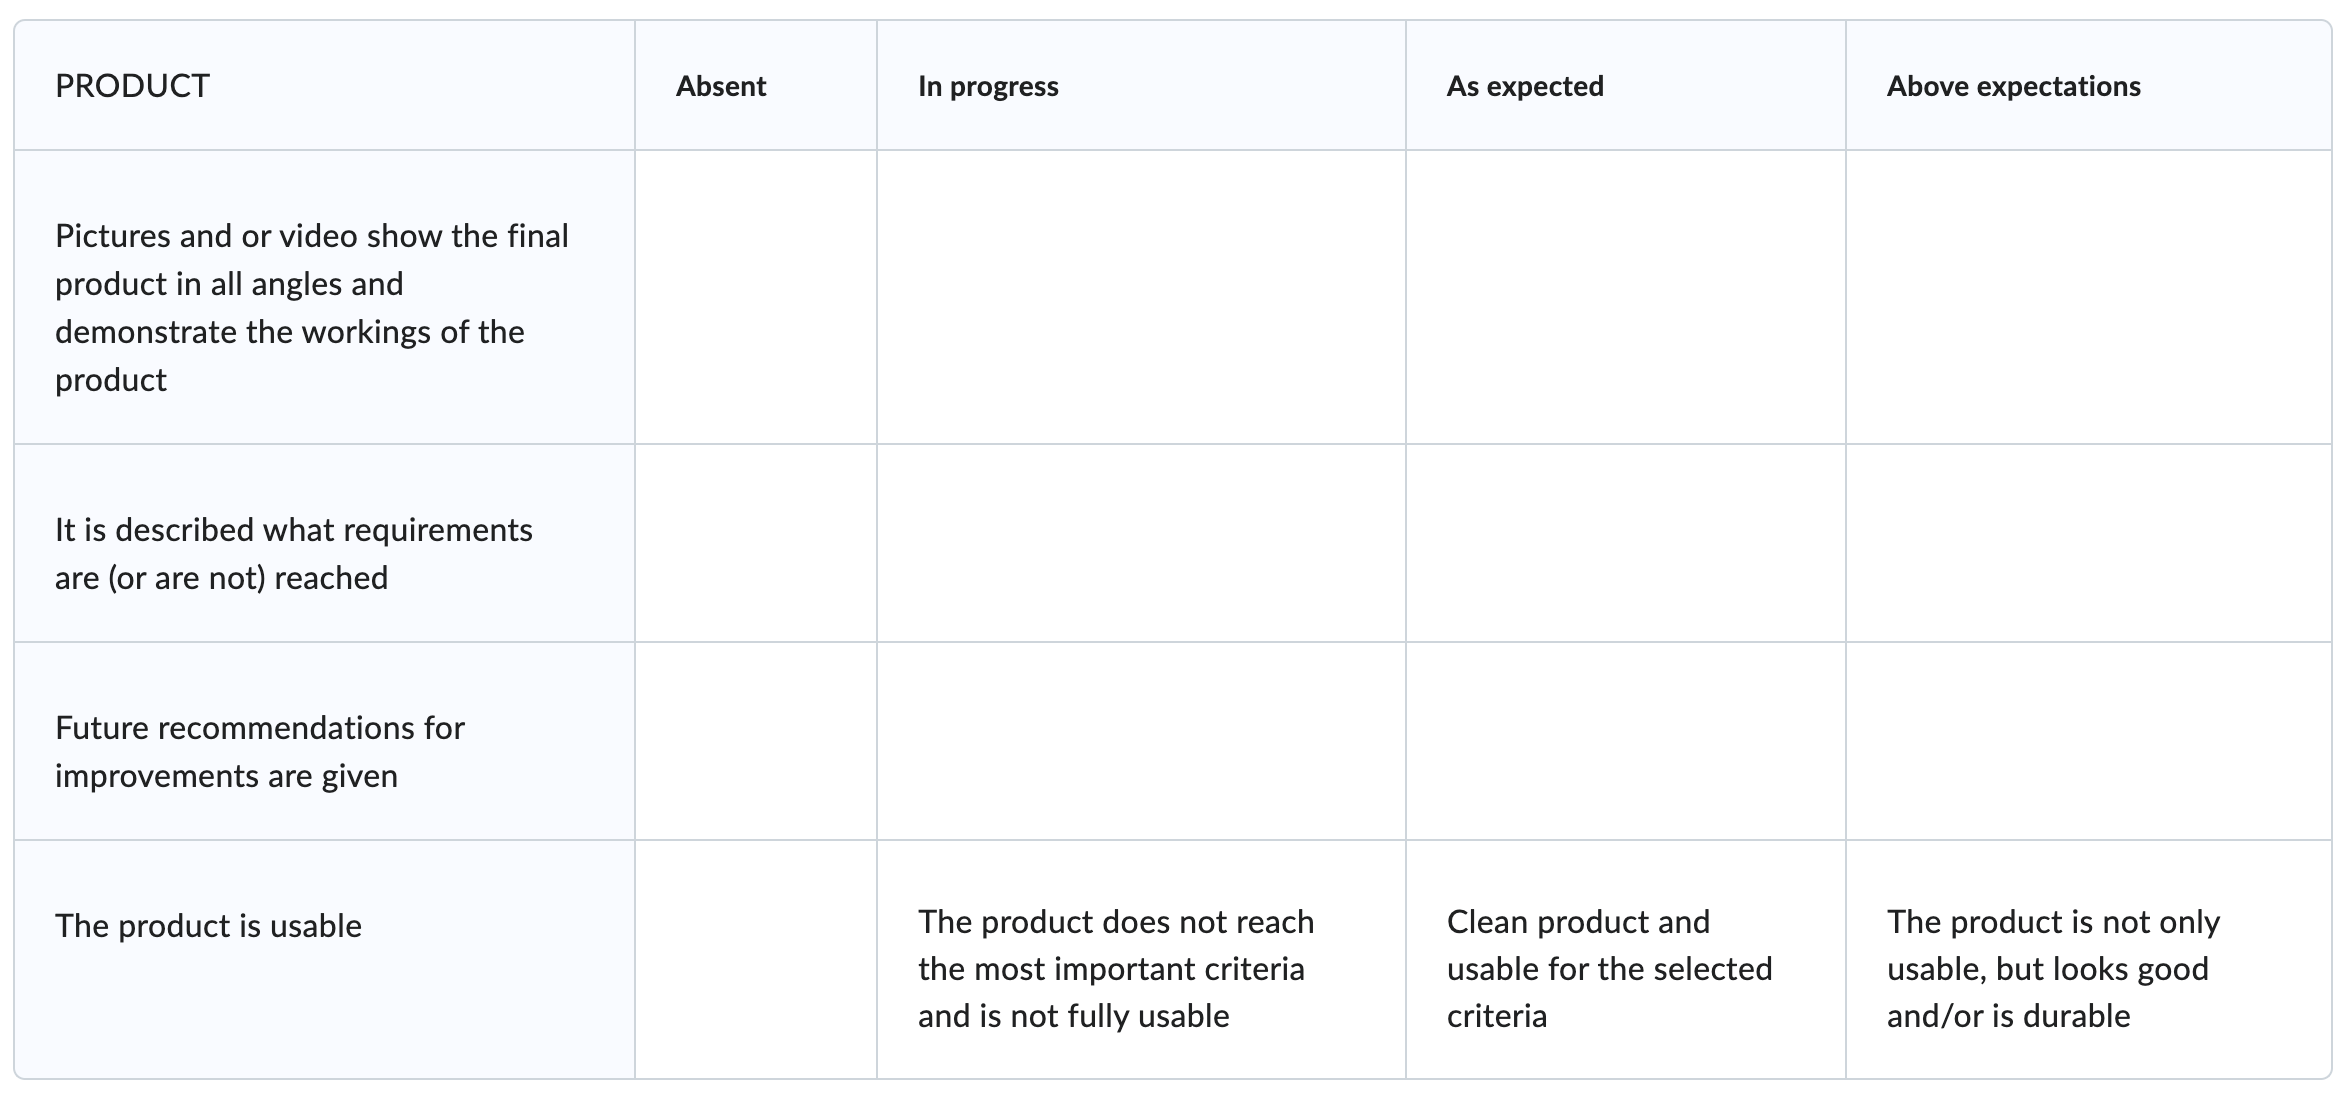 PRODUCT
Absent
In progress
As expected
Above expectations
Pictures and or video show the final
product in all angles and
demonstrate the workings of the
product
It is described what requirements
are (or are not) reached
Future recommendations for
improvements are given
The product is usable
The product does not reach
the most important criteria
and is not fully usable
Clean product and
usable for the selected
criteria
The product is not only
usable, but looks good
and/or is durable